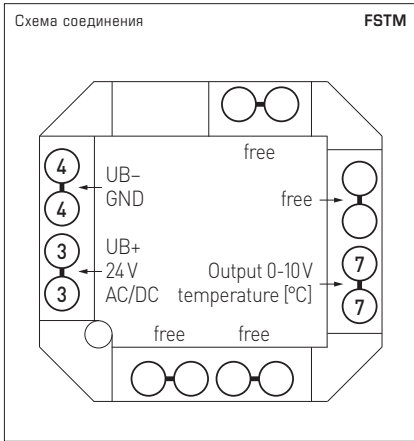 Схема соединения
FSTM
free
4
4
UB–
GND
free
3
3
UB+
24 V
AC/DC
Output 0-10 V
temperature [°C]
7
7
free
free